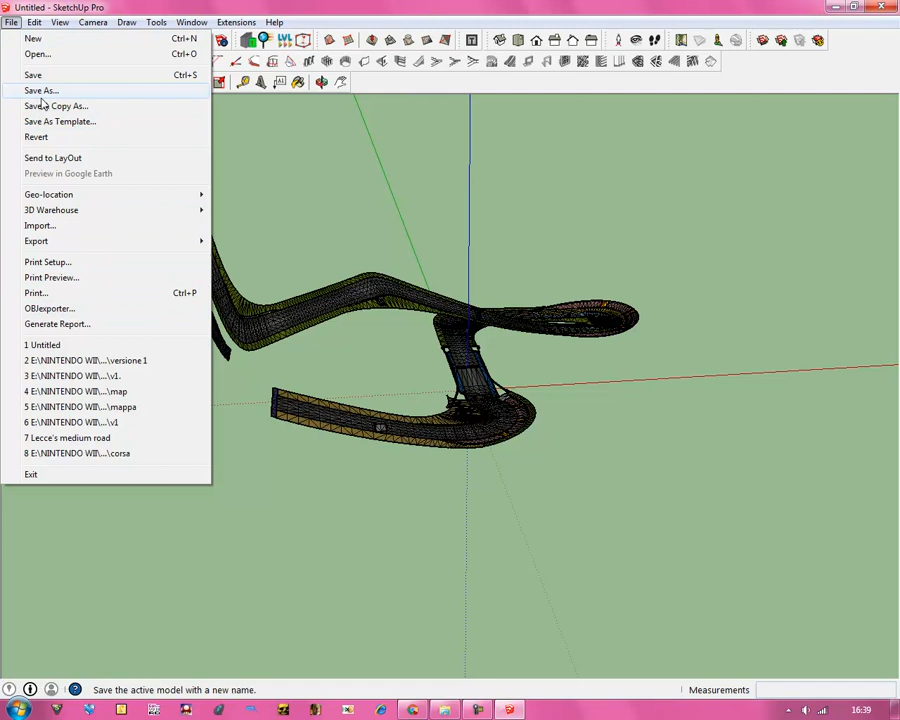 Untitled - SketchUp Pro
File Edit View Camera Draw Tools Window Extensions Help
New Ctrl+N
Open... Ctrl+O
Save Ctrl+S
Save As...
Save a Copy As...
Save As Template...
Revert
Send to LayOut
Preview in Google Earth
Geo-location
3D Warehouse
Import...
Export
Print Setup...
Print Preview...
Print... Ctrl+P
OBJexporter...
Generate Report...
1 Untitled
2 E:\NINTENDO WII\...\versione 1
3 E:\NINTENDO WII\...\v1.
4 E:\NINTENDO WII\...\map
5 E:\NINTENDO WII\...\mappa
6 E:\NINTENDO WII\...\v1
7 Lecce's medium road
8 E:\NINTENDO WII\...\corsa
Exit
Save the active model with a new name.
Measurements
16:39